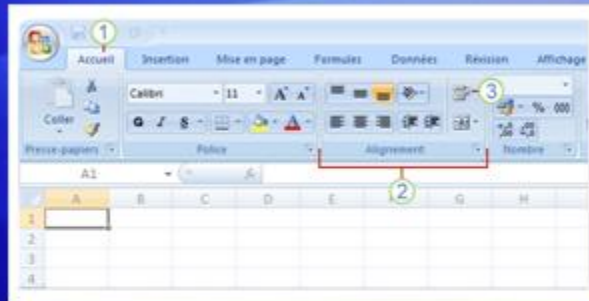 1
Accueil Insertion Mise en page Formules Données Révision Affichage
Calibri 11 A A 3
Coller G I S A % 000
Presse-papiers Police Alignement Nombre
A1 2
A B C D E G H
1
2
3
4